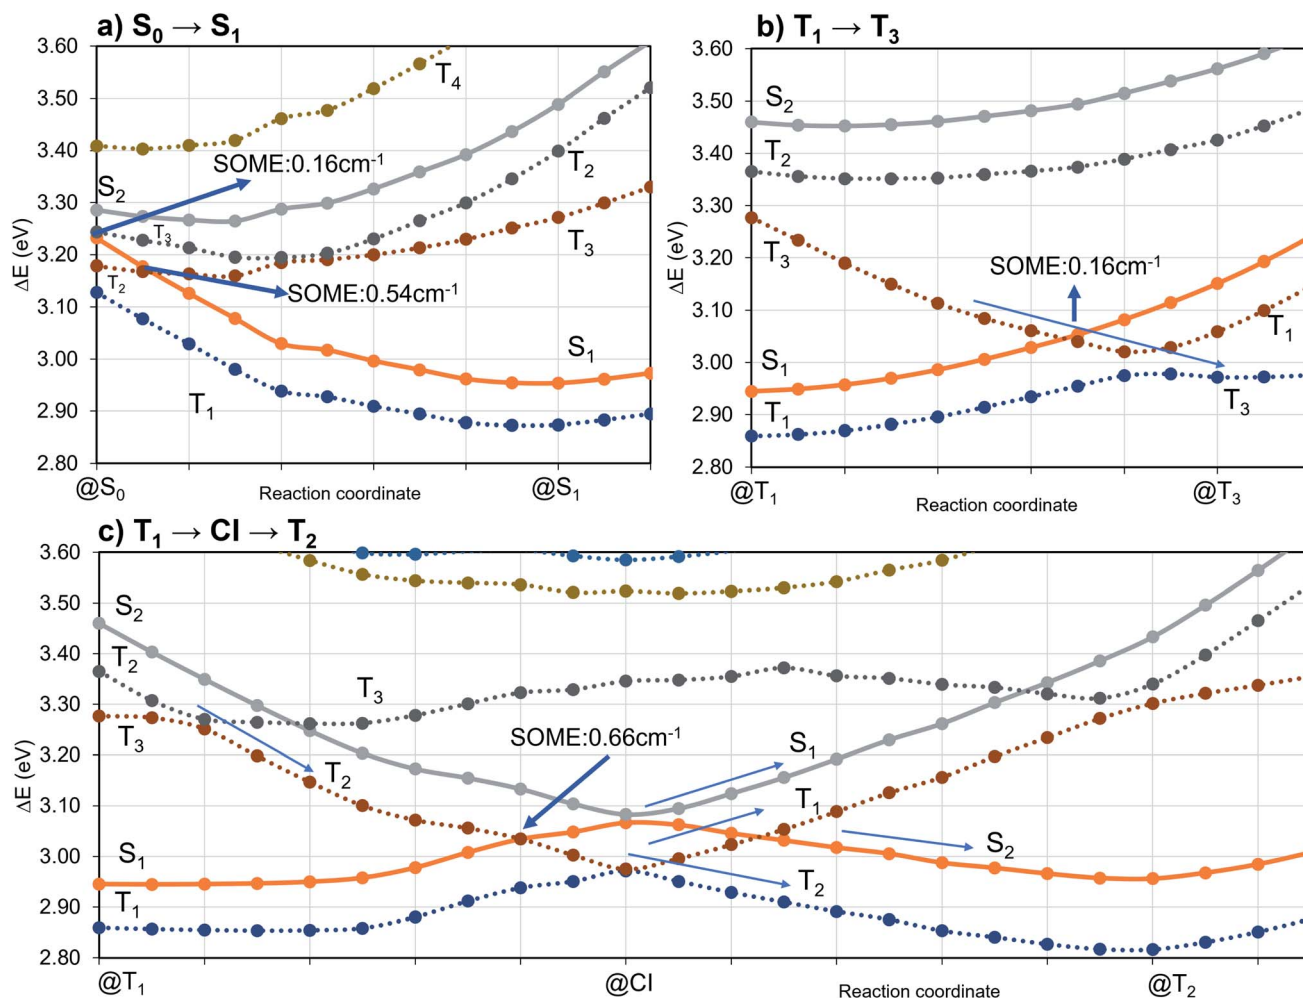 a) S₀ → S₁
3.60
3.50
3.40
3.30
3.20
3.10
3.00
2.90
2.80
ΔE (eV)
T₄
SOME:0.16cm⁻¹
S₂
T₃
T₂
T₂
T₃
SOME:0.54cm⁻¹
S₁
T₁
@S₀
Reaction coordinate
@S₁
b) T₁ → T₃
3.60
3.50
3.40
3.30
3.20
3.10
3.00
2.90
2.80
ΔE (eV)
S₂
T₂
T₃
SOME:0.16cm⁻¹
S₁
T₁
T₁
T₃
@T₁
Reaction coordinate
@T₃
c) T₁ → CI → T₂
3.60
3.50
3.40
3.30
3.20
3.10
3.00
2.90
2.80
ΔE (eV)
S₂
T₂
T₃
T₃
T₂
SOME:0.66cm⁻¹
S₁
T₁
S₁
S₂
T₁
T₂
@T₁
@CI
Reaction coordinate
@T₂